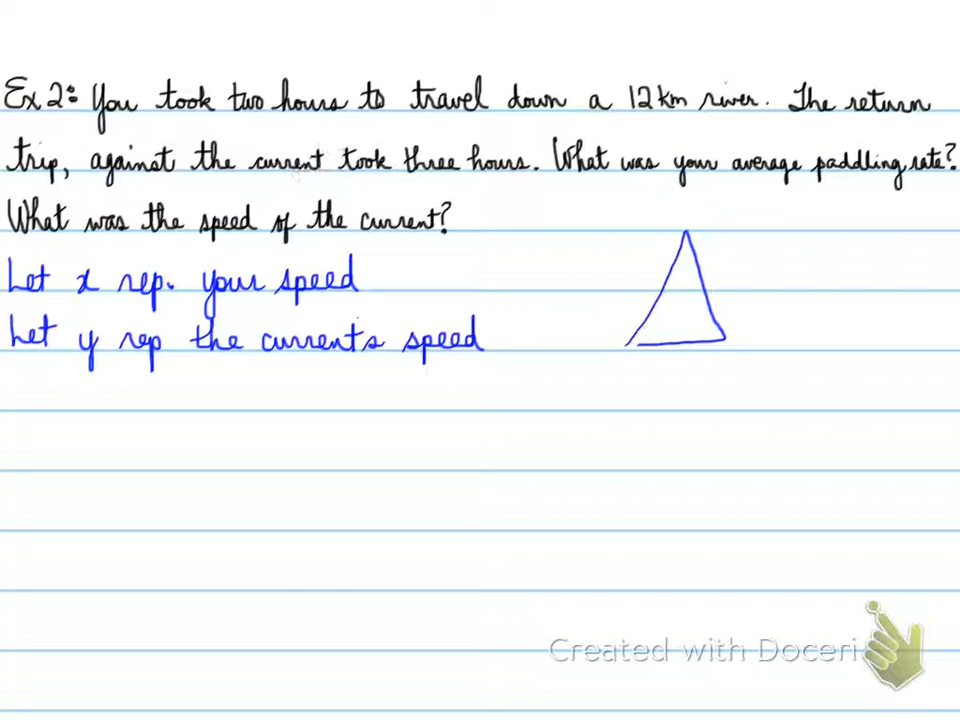 Ex 2: You took two hours to travel down a 12 km river. The return
trip, against the current took three hours. What was your average paddling rate?
What was the speed of the current?
Let x rep. your speed
Let y rep the currents speed
Created with Doceri